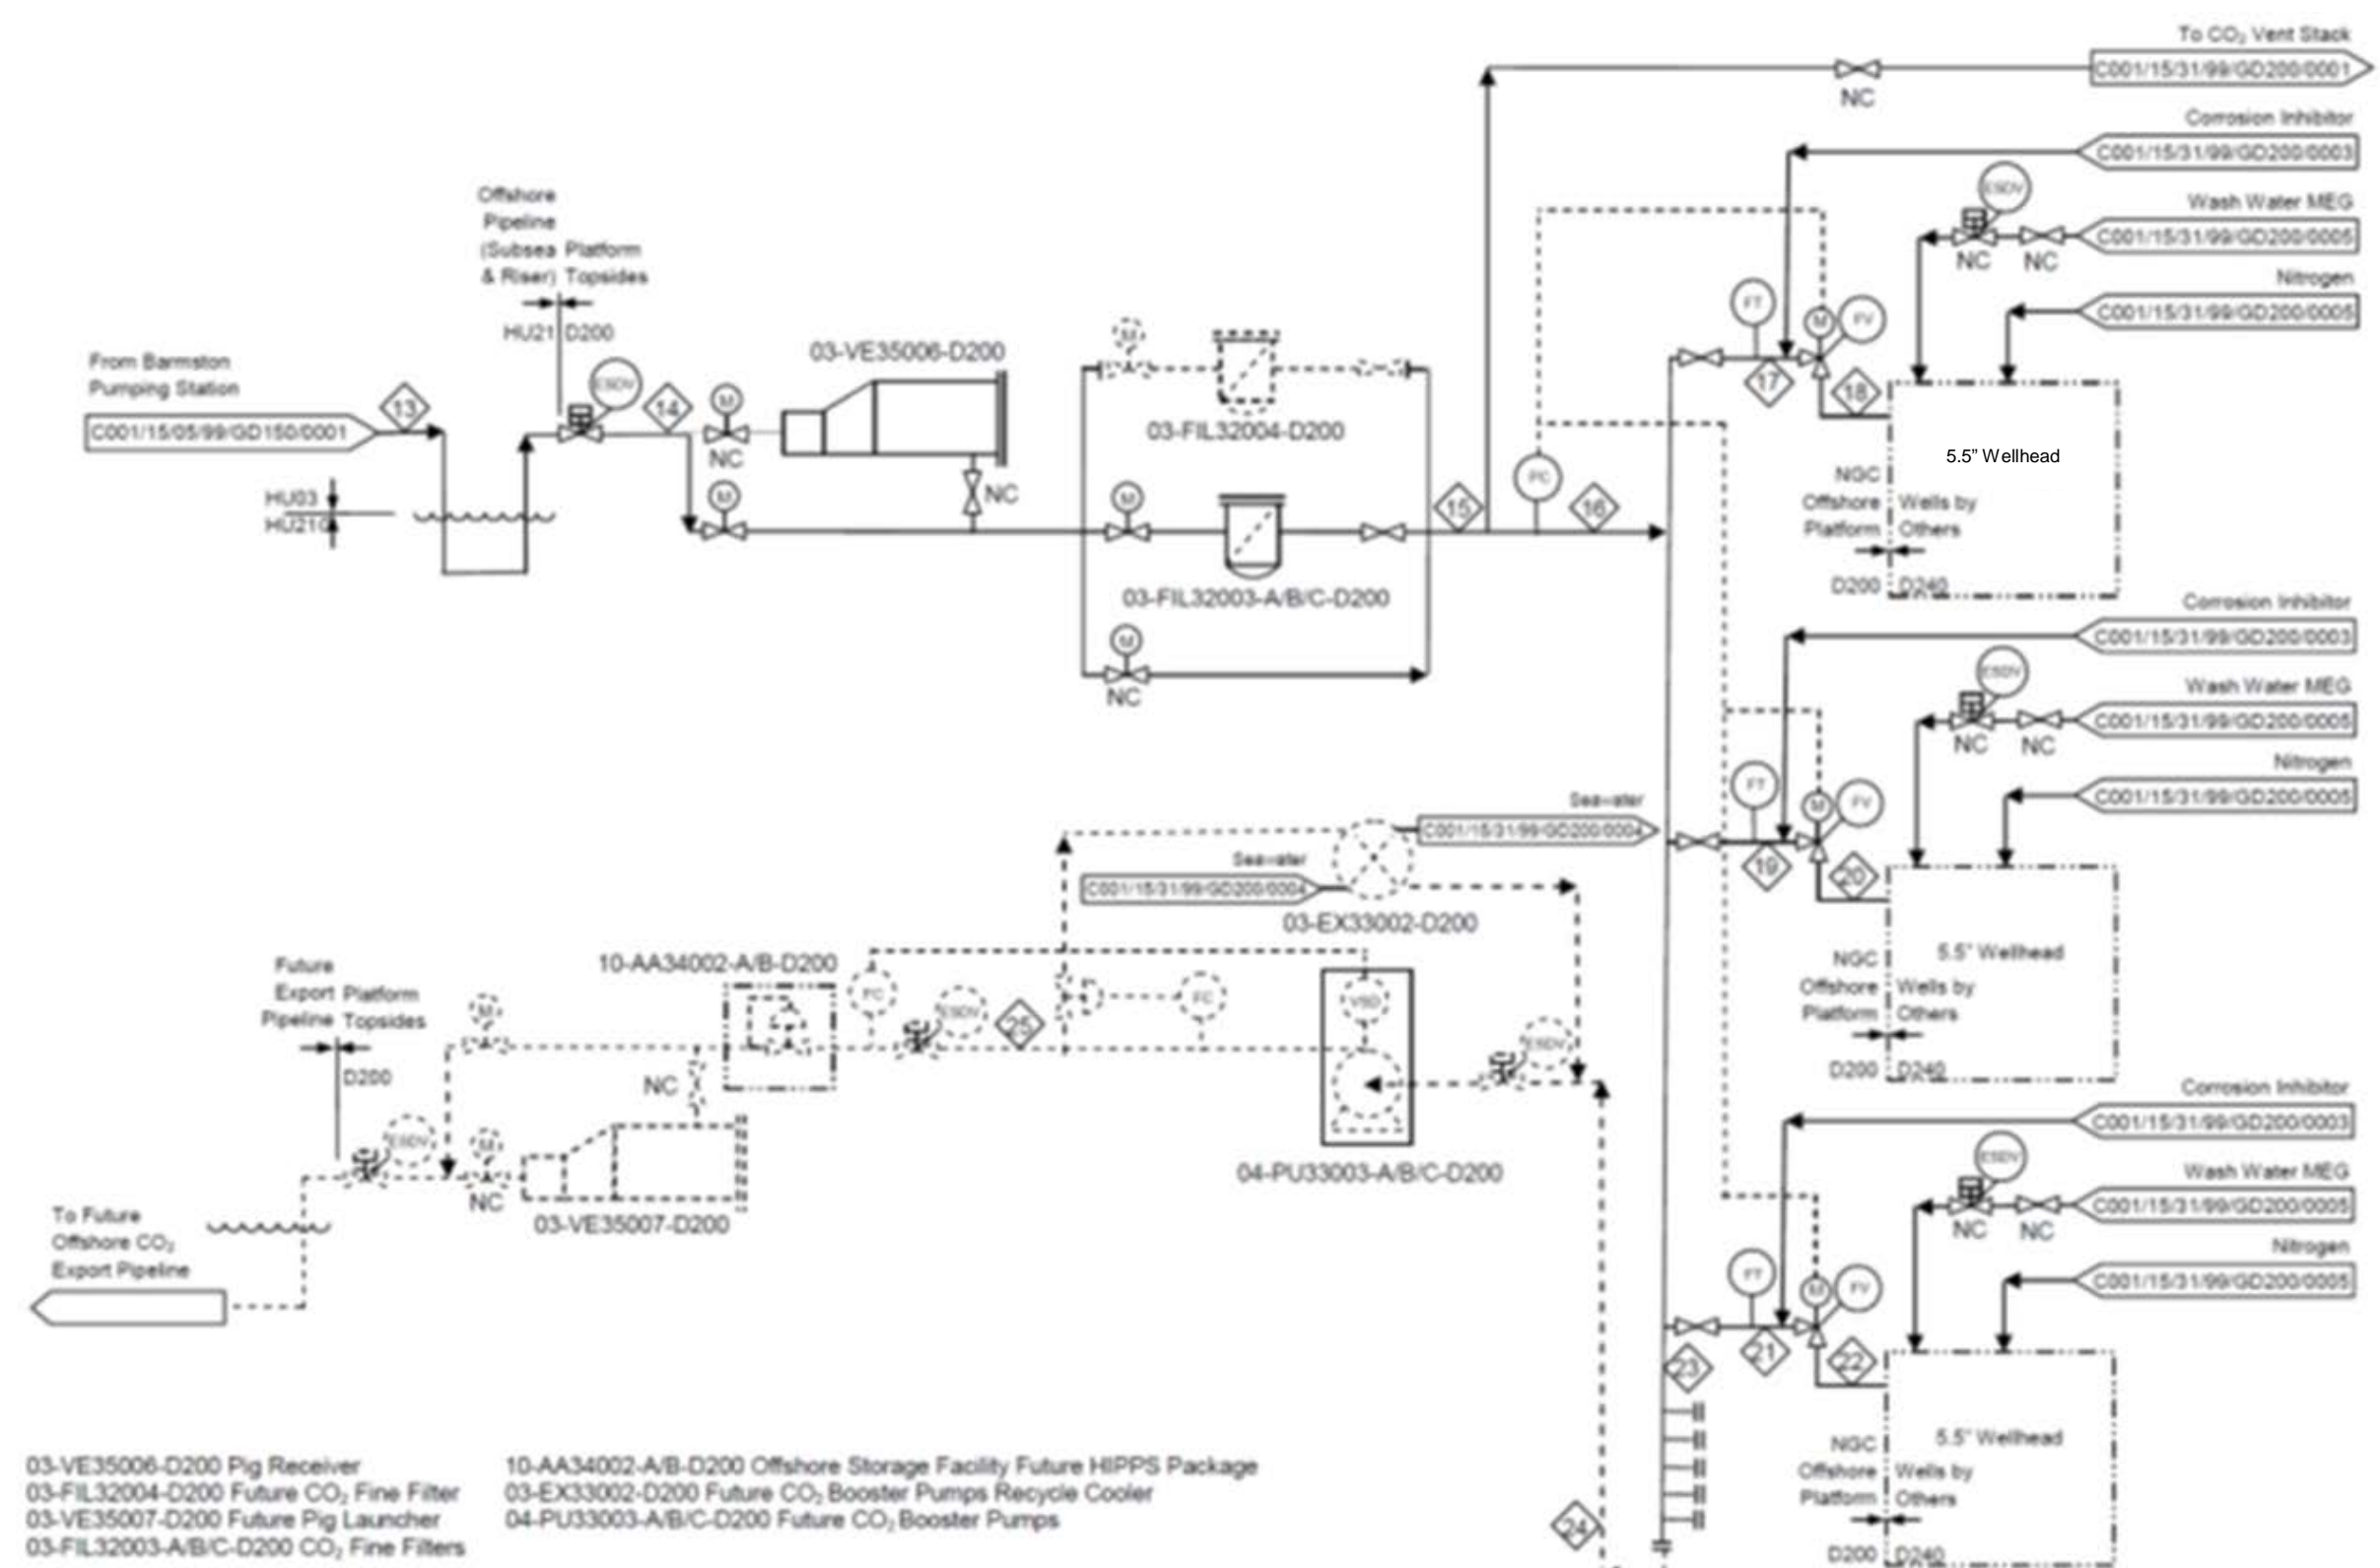 To CO₂ Vent Stack
C001/15/31/99/GD200/0001
NC
Corrosion Inhibitor
C001/15/31/99/GD200/0003
ESDV
Wash Water MEG
C001/15/31/99/GD200/0005
NC NC
Nitrogen
C001/15/31/99/GD200/0005
FT
M
FV
17
18
5.5" Wellhead
NGC
Offshore Wells by
Platform Others
D200 D240
Offshore
Pipeline
(Subsea Platform
& Riser) Topsides
HU21 D200
From Barmston
Pumping Station
C001/15/05/99/GD150/0001
13
ESDV
14
M
NC
M
HU03
HU21
03-VE35006-D200
NC
M
03-FIL32004-D200
M
03-FIL32003-A/B/C-D200
M
NC
15
PC
16
Corrosion Inhibitor
C001/15/31/99/GD200/0003
ESDV
Wash Water MEG
C001/15/31/99/GD200/0005
NC NC
Nitrogen
C001/15/31/99/GD200/0005
FT
M
FV
19
20
5.5" Wellhead
NGC
Offshore Wells by
Platform Others
D200 D240
Seawater
C001/15/31/99/GD200/0004
Seawater
C001/15/31/99/GD200/0004
03-EX33002-D200
10-AA34002-A/B-D200
FC
ESDV
25
FC
VSD
ESDV
04-PU33003-A/B/C-D200
Future
Export Platform
Pipeline Topsides
D200
M
NC
ESDV
M
NC
03-VE35007-D200
To Future
Offshore CO₂
Export Pipeline
Corrosion Inhibitor
C001/15/31/99/GD200/0003
ESDV
Wash Water MEG
C001/15/31/99/GD200/0005
NC NC
Nitrogen
C001/15/31/99/GD200/0005
FT
M
FV
21
22
23
24
5.5" Wellhead
NGC
Offshore Wells by
Platform Others
D200 D240
03-VE35006-D200 Pig Receiver
03-FIL32004-D200 Future CO₂ Fine Filter
03-VE35007-D200 Future Pig Launcher
03-FIL32003-A/B/C-D200 CO₂ Fine Filters
10-AA34002-A/B-D200 Offshore Storage Facility Future HIPPS Package
03-EX33002-D200 Future CO₂ Booster Pumps Recycle Cooler
04-PU33003-A/B/C-D200 Future CO₂ Booster Pumps